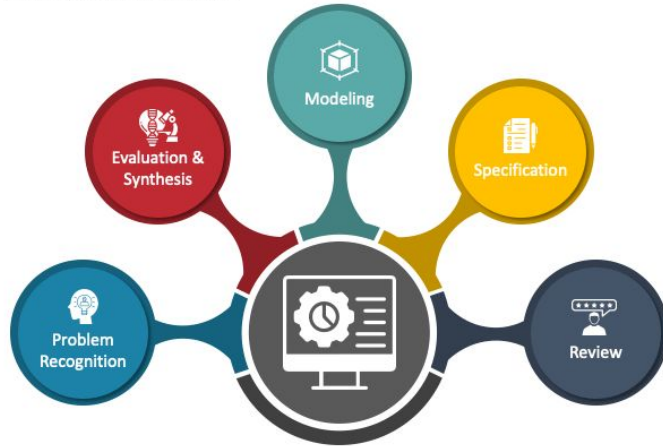 Problem
Recognition
Evaluation &
Synthesis
Modeling
Specification
Review